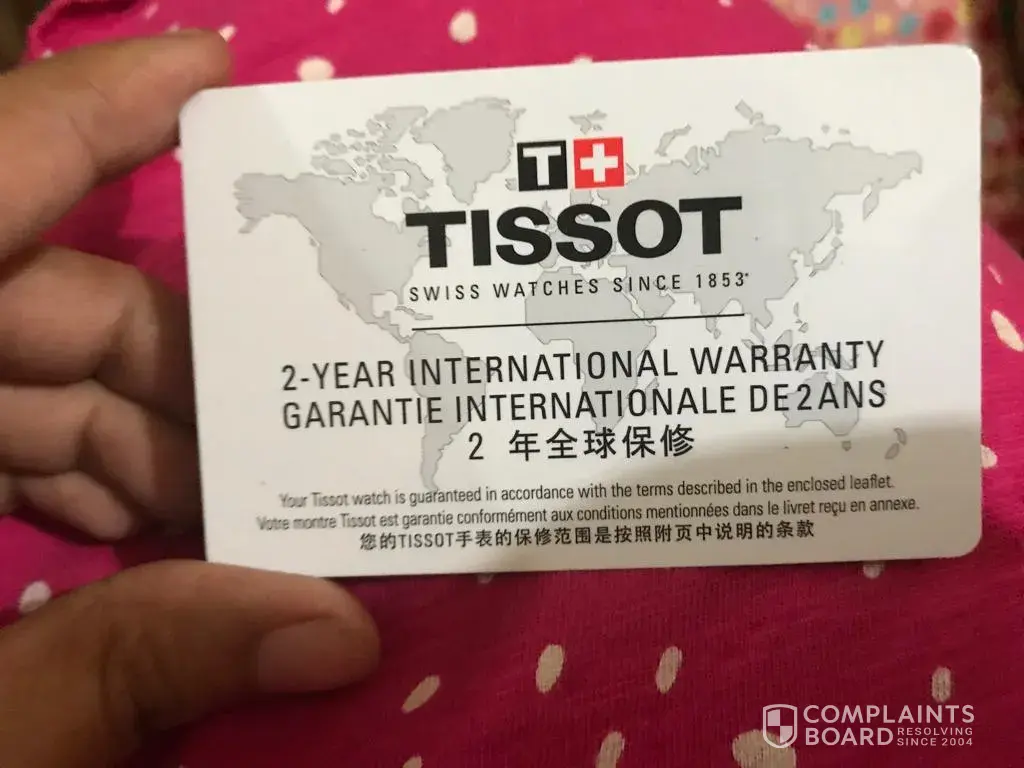 T+
TISSOT
SWISS WATCHES SINCE 1853*
2-YEAR INTERNATIONAL WARRANTY
GARANTIE INTERNATIONALE DE 2 ANS
2 年全球保修
Your Tissot watch is guaranteed in accordance with the terms described in the enclosed leaflet.
Votre montre Tissot est garantie conformément aux conditions mentionnées dans le livret reçu en annexe.
您的TISSOT手表的保修范围是按照附页中说明的条款
COMPLAINTS
BOARD RESOLVING
SINCE 2004